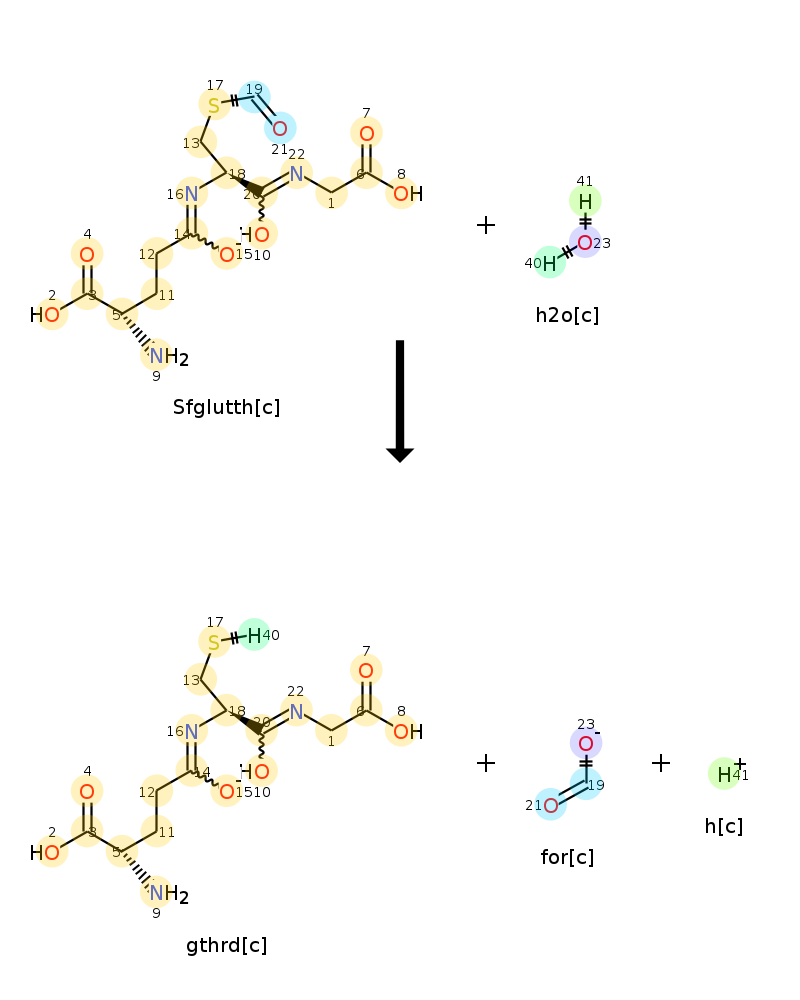 17 19
S
7
O
13 O
21 22
18 N 6 8
16 N 20 OH
1
4 14 HO
O 12 O- 15 10
2 3 11
HO 5
NH2
9
Sfglutth[c]
+
41
H
O 23
40 H
h2o[c]
17
S H 40
7
O
13
22
18 N 6 8
16 N 20 OH
1
4 14 HO
O 12 O- 15 10
2 3 11
HO 5
NH2
9
gthrd[c]
+
23
O-
19
21 O
for[c]
+
H+
41
h[c]